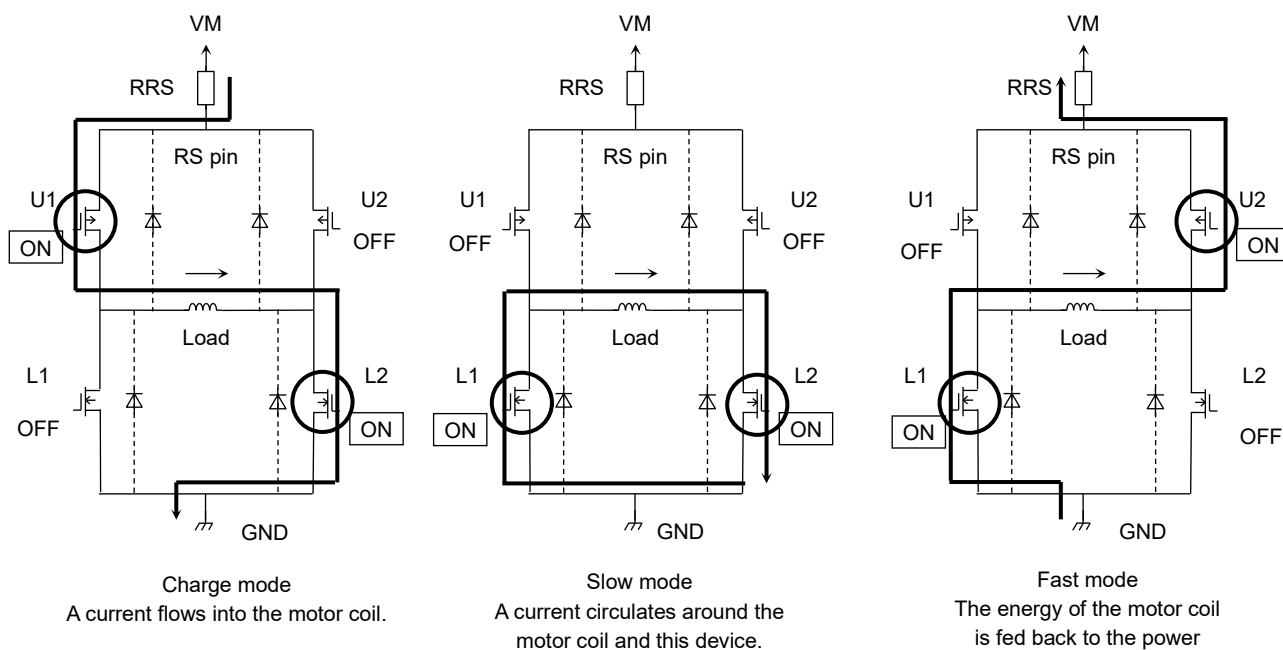 VM
RRS
RS pin
U1
U2
ON
OFF
Load
L1
L2
OFF
ON
GND
Charge mode
A current flows into the motor coil.
VM
RRS
RS pin
U1
U2
OFF
OFF
Load
L1
L2
ON
ON
GND
Slow mode
A current circulates around the
motor coil and this device.
VM
RRS
RS pin
U1
U2
OFF
ON
Load
L1
L2
ON
OFF
GND
Fast mode
The energy of the motor coil
is fed back to the power